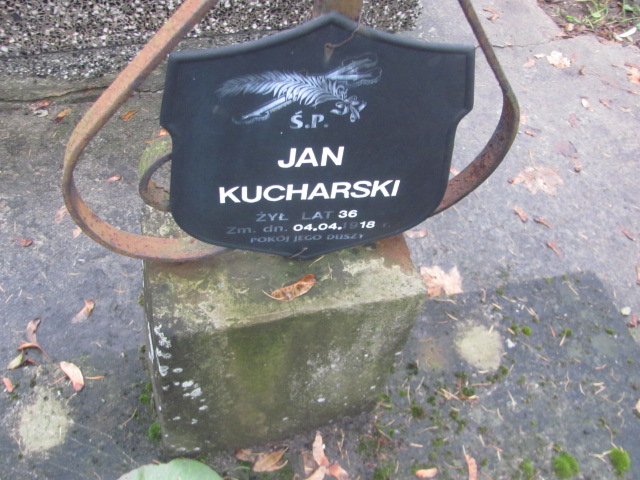 Ś.P.
JAN
KUCHARSKI
ŻYŁ LAT 36
Zm. dn. 04.04.1918 r.
POKÓJ JEGO DUSZY